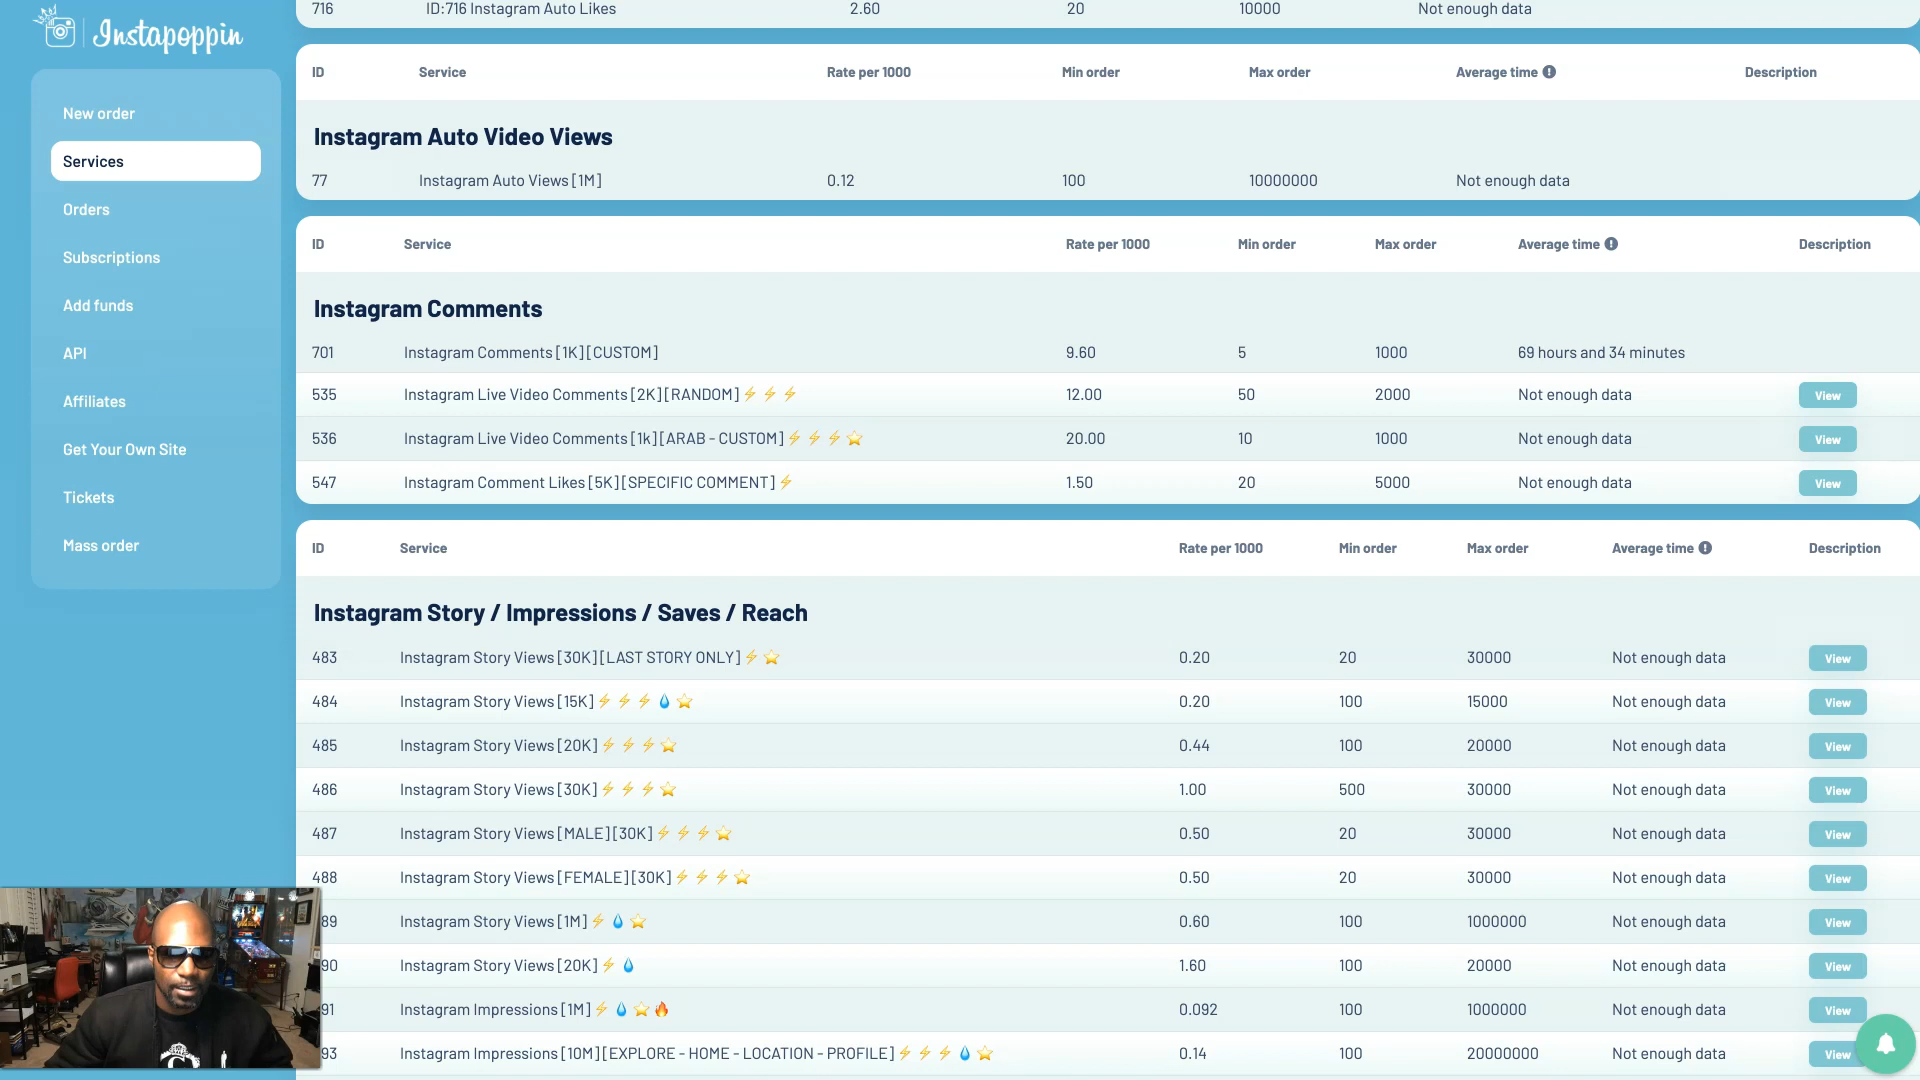 716 ID:716 Instagram Auto Likes 2.60 20 10000 Not enough data
Instapoppin
New order
Services
Orders
Subscriptions
Add funds
API
Affiliates
Get Your Own Site
Tickets
Mass order
ID Service Rate per 1000 Min order Max order Average time Description
Instagram Auto Video Views
77 Instagram Auto Views [1M] 0.12 100 10000000 Not enough data
ID Service Rate per 1000 Min order Max order Average time Description
Instagram Comments
701 Instagram Comments [1K] [CUSTOM] 9.60 5 1000 69 hours and 34 minutes
535 Instagram Live Video Comments [2K] [RANDOM] ⚡⚡⚡ 12.00 50 2000 Not enough data View
536 Instagram Live Video Comments [1k] [ARAB - CUSTOM] ⚡⚡⚡⭐ 20.00 10 1000 Not enough data View
547 Instagram Comment Likes [5K] [SPECIFIC COMMENT] ⚡ 1.50 20 5000 Not enough data View
ID Service Rate per 1000 Min order Max order Average time Description
Instagram Story / Impressions / Saves / Reach
483 Instagram Story Views [30K] [LAST STORY ONLY] ⚡⭐ 0.20 20 30000 Not enough data View
484 Instagram Story Views [15K] ⚡⚡⚡💧⭐ 0.20 100 15000 Not enough data View
485 Instagram Story Views [20K] ⚡⚡⚡⭐ 0.44 100 20000 Not enough data View
486 Instagram Story Views [30K] ⚡⚡⚡⭐ 1.00 500 30000 Not enough data View
487 Instagram Story Views [MALE] [30K] ⚡⚡⚡⭐ 0.50 20 30000 Not enough data View
488 Instagram Story Views [FEMALE] [30K] ⚡⚡⚡⭐ 0.50 20 30000 Not enough data View
89 Instagram Story Views [1M] ⚡💧⭐ 0.60 100 1000000 Not enough data View
90 Instagram Story Views [20K] ⚡💧 1.60 100 20000 Not enough data View
91 Instagram Impressions [1M] ⚡💧⭐🔥 0.092 100 1000000 Not enough data View
93 Instagram Impressions [10M] [EXPLORE - HOME - LOCATION - PROFILE] ⚡⚡⚡💧⭐ 0.14 100 20000000 Not enough data View